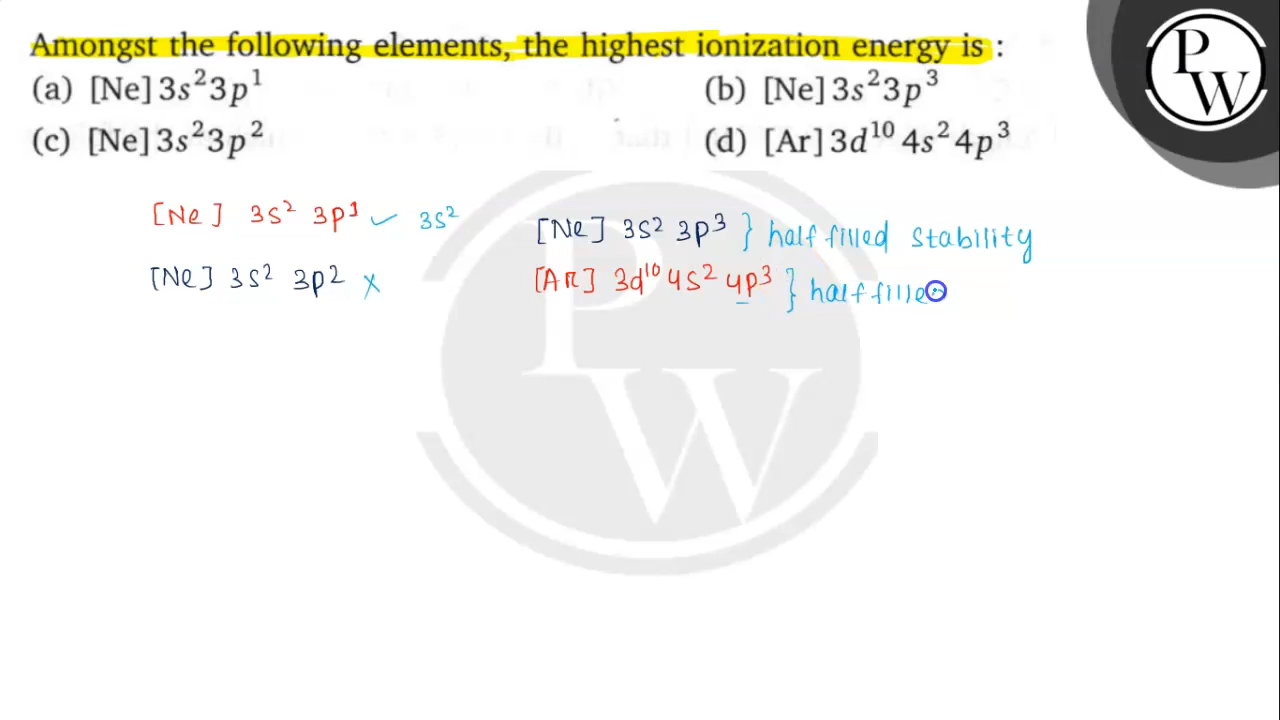 Amongst the following elements, the highest ionization energy is :
(a) [Ne] 3s²3p¹ (b) [Ne] 3s²3p³
(c) [Ne] 3s²3p² (d) [Ar] 3d¹⁰ 4s² 4p³
[Ne] 3s² 3p¹ ✓ 3s² [Ne] 3s² 3p³ } half filled stability
[Ne] 3s² 3p² x [Ar] 3d¹⁰ 4s² 4p³ } half fille
P
W
P
W